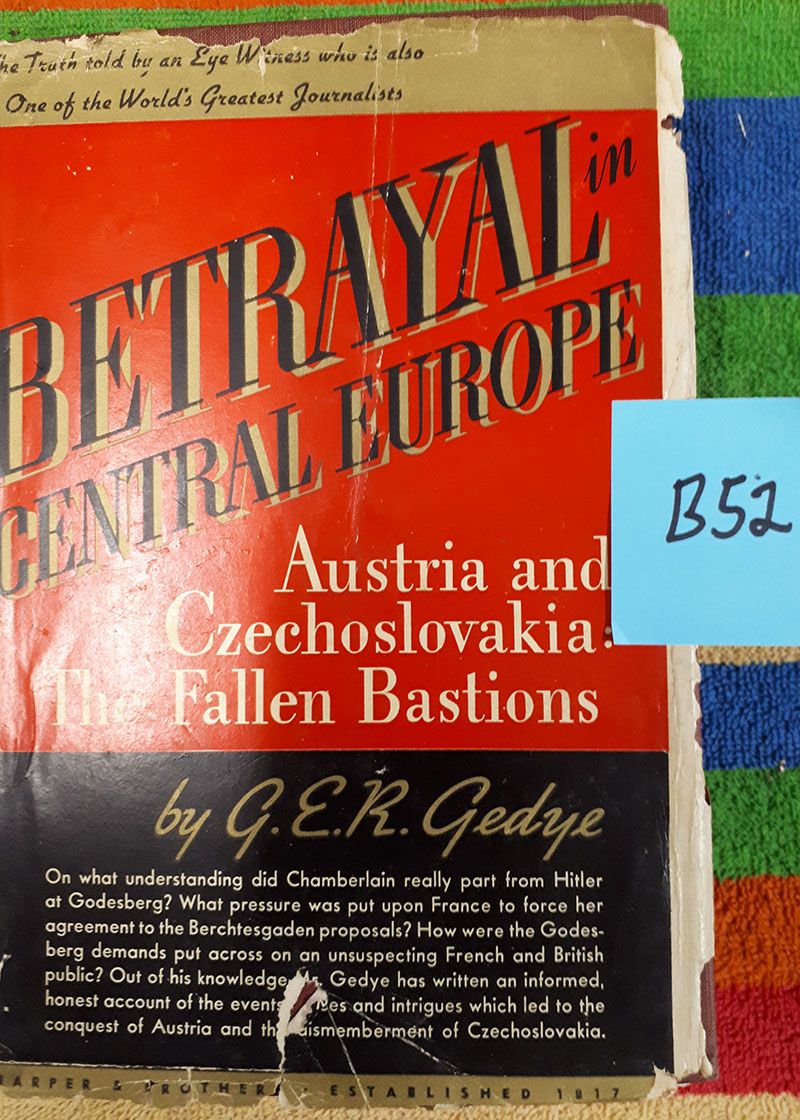 he Truth told by an Eye Witness who is also
One of the World's Greatest Journalists
BETRAYAL in
CENTRAL EUROPE
Austria and
Czechoslovakia:
The Fallen Bastions
by G.E.R. Gedye
On what understanding did Chamberlain really part from Hitler
at Godesberg? What pressure was put upon France to force her
agreement to the Berchtesgaden proposals? How were the Godes-
berg demands put across on an unsuspecting French and British
public? Out of his knowledge Mr. Gedye has written an informed,
honest account of the events and intrigues which led to the
conquest of Austria and the dismemberment of Czechoslovakia.
HARPER & BROTHERS · ESTABLISHED 1817
B52